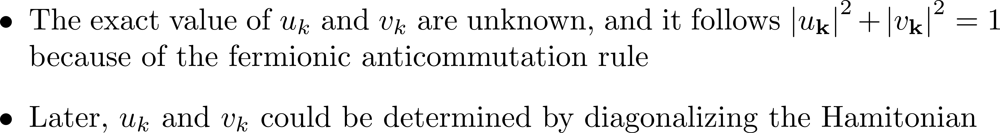 • The exact value of $u_k$ and $v_k$ are unknown, and it follows $|u_{\mathbf{k}}|^2 + |v_{\mathbf{k}}|^2 = 1$
because of the fermionic anticommutation rule
• Later, $u_k$ and $v_k$ could be determined by diagonalizing the Hamitonian